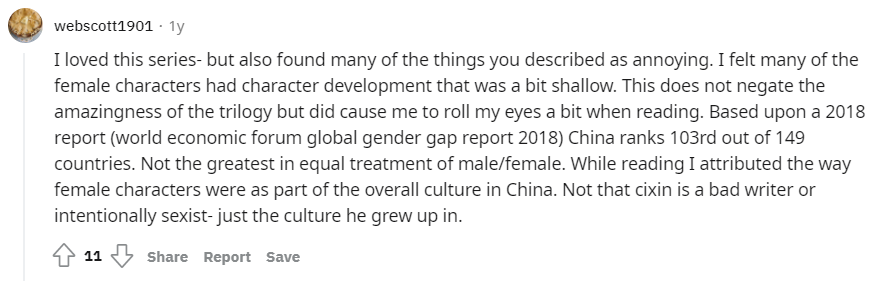 webscott1901 · 1y
I loved this series- but also found many of the things you described as annoying. I felt many of the
female characters had character development that was a bit shallow. This does not negate the
amazingness of the trilogy but did cause me to roll my eyes a bit when reading. Based upon a 2018
report (world economic forum global gender gap report 2018) China ranks 103rd out of 149
countries. Not the greatest in equal treatment of male/female. While reading I attributed the way
female characters were as part of the overall culture in China. Not that cixin is a bad writer or
intentionally sexist- just the culture he grew up in.
11 Share Report Save